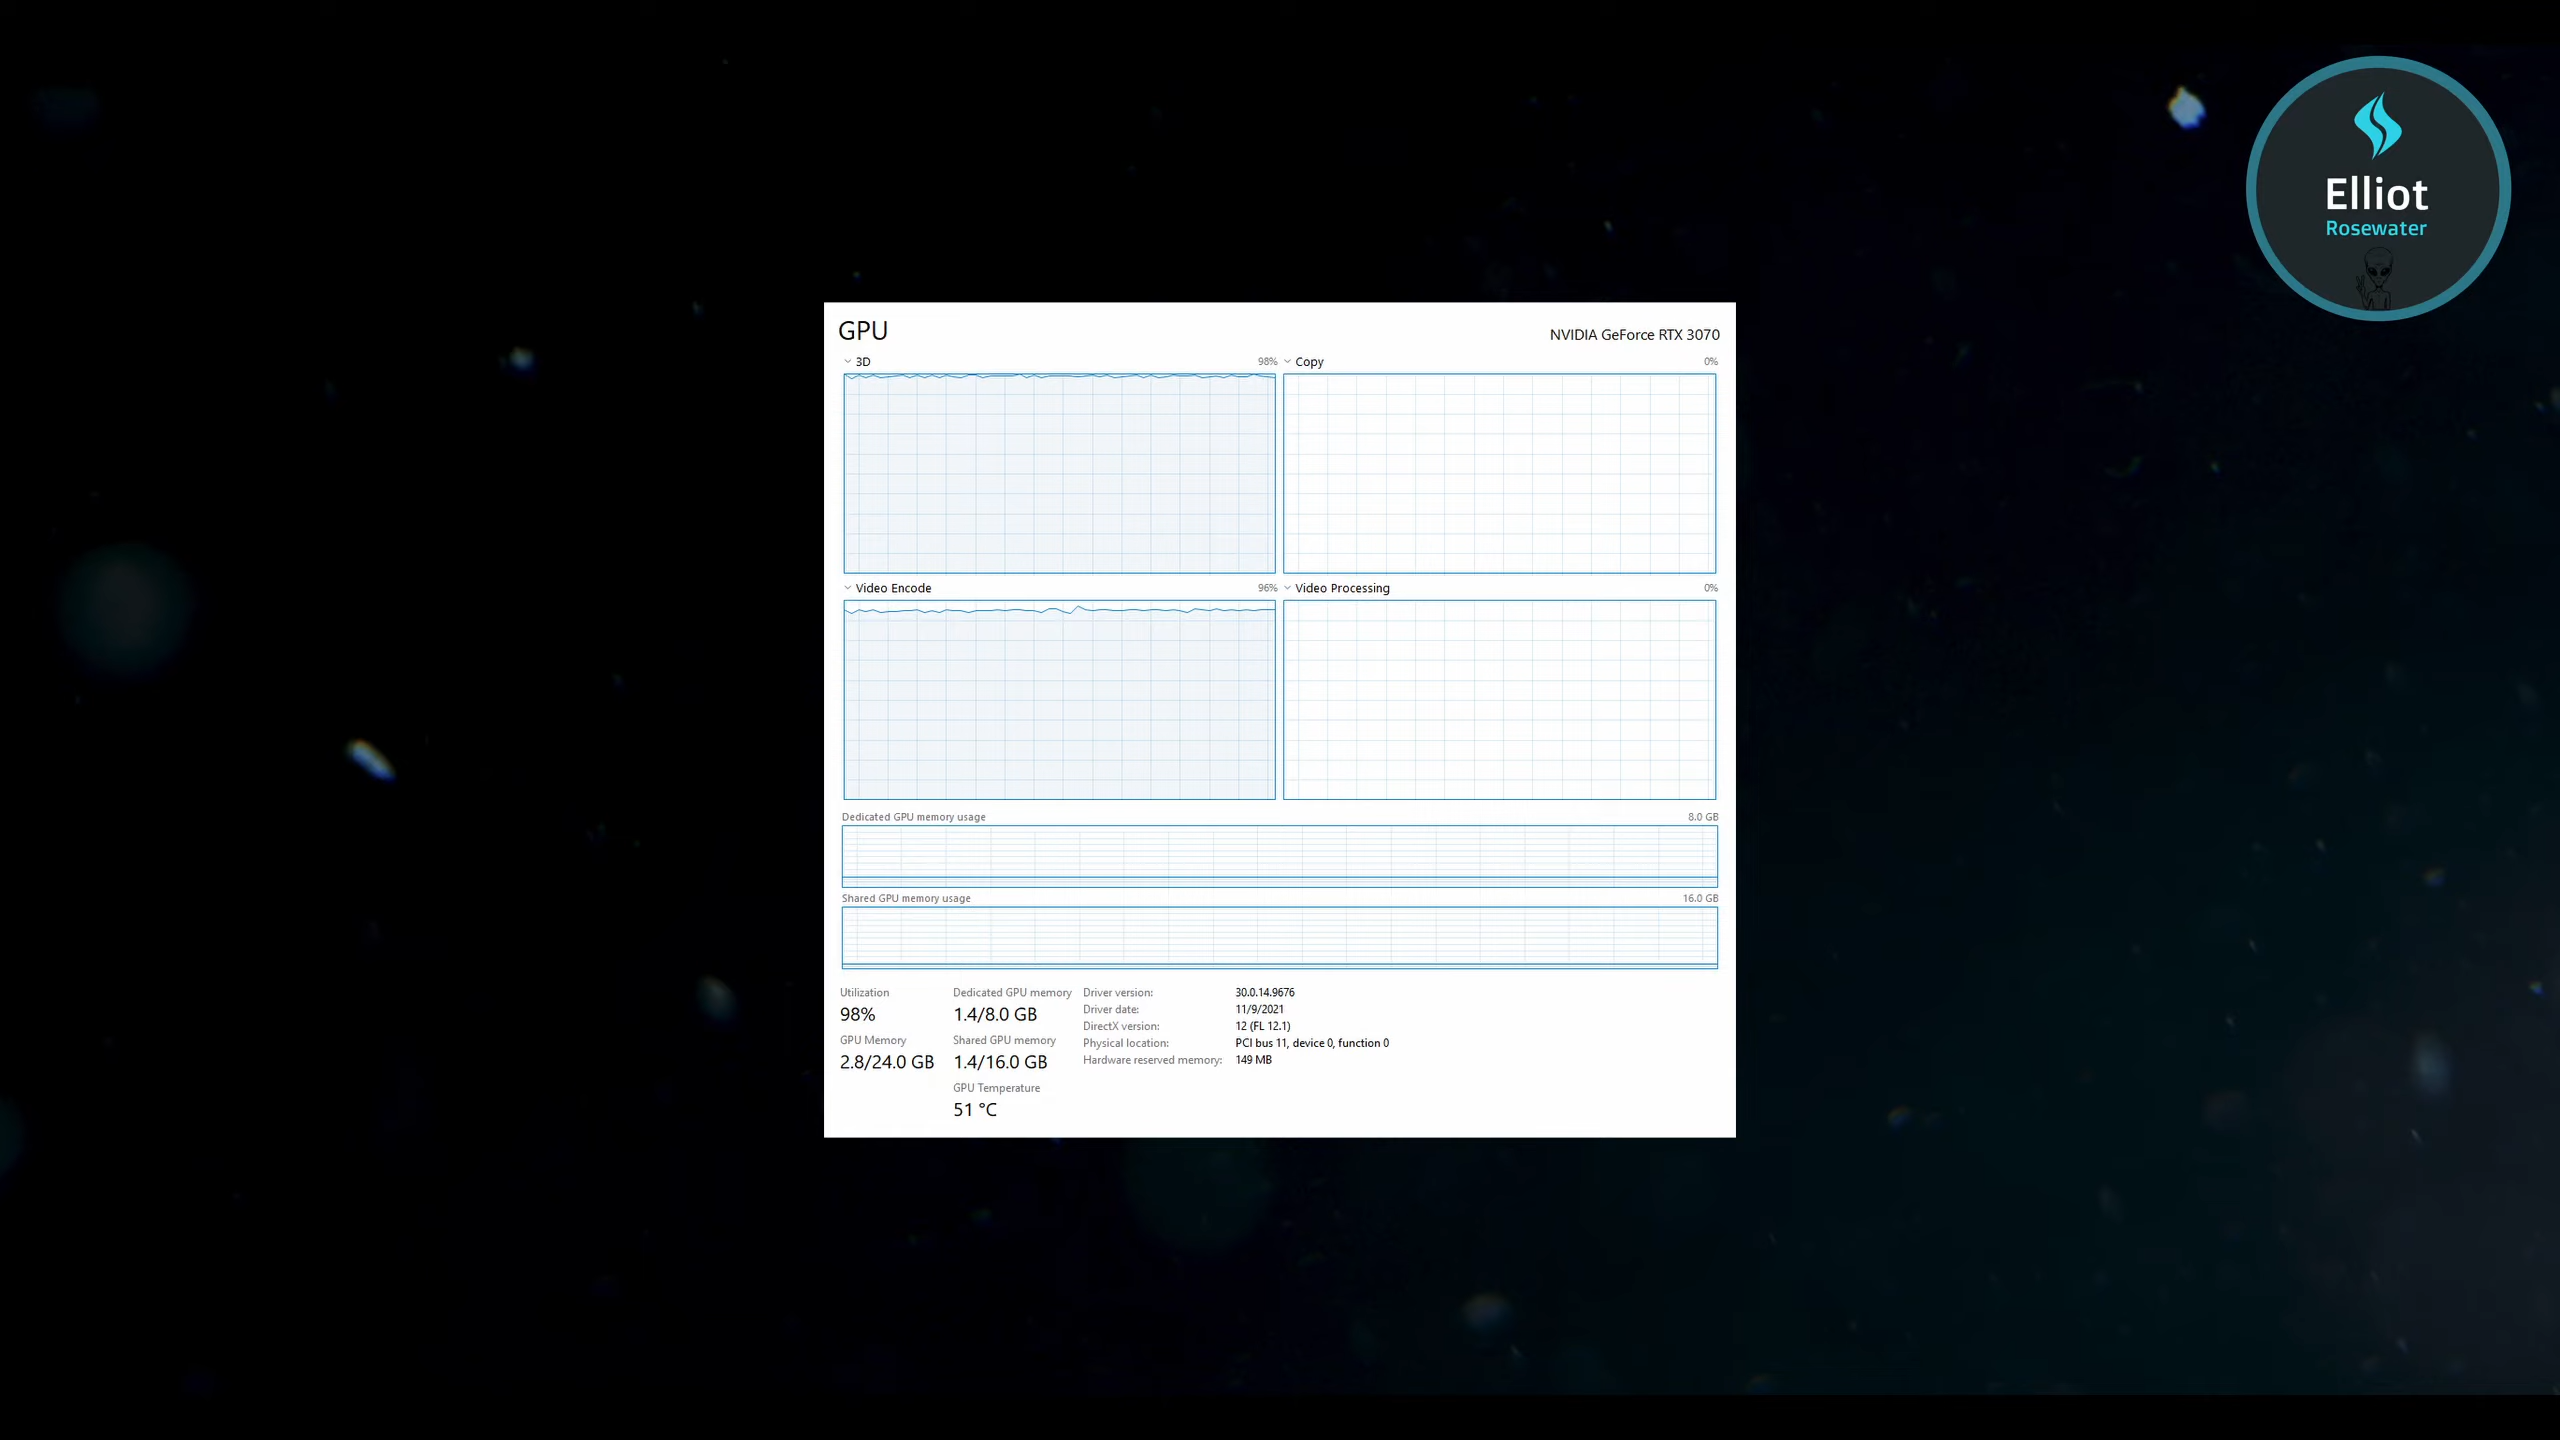 Elliot
Rosewater
GPU
NVIDIA GeForce RTX 3070
3D 98%
Copy 0%
Video Encode 96%
Video Processing 0%
Dedicated GPU memory usage 8.0 GB
Shared GPU memory usage 16.0 GB
Utilization
98%
GPU Memory
2.8/24.0 GB
Dedicated GPU memory
1.4/8.0 GB
Shared GPU memory
1.4/16.0 GB
GPU Temperature
51 °C
Driver version: 30.0.14.9676
Driver date: 11/9/2021
DirectX version: 12 (FL 12.1)
Physical location: PCI bus 11, device 0, function 0
Hardware reserved memory: 149 MB